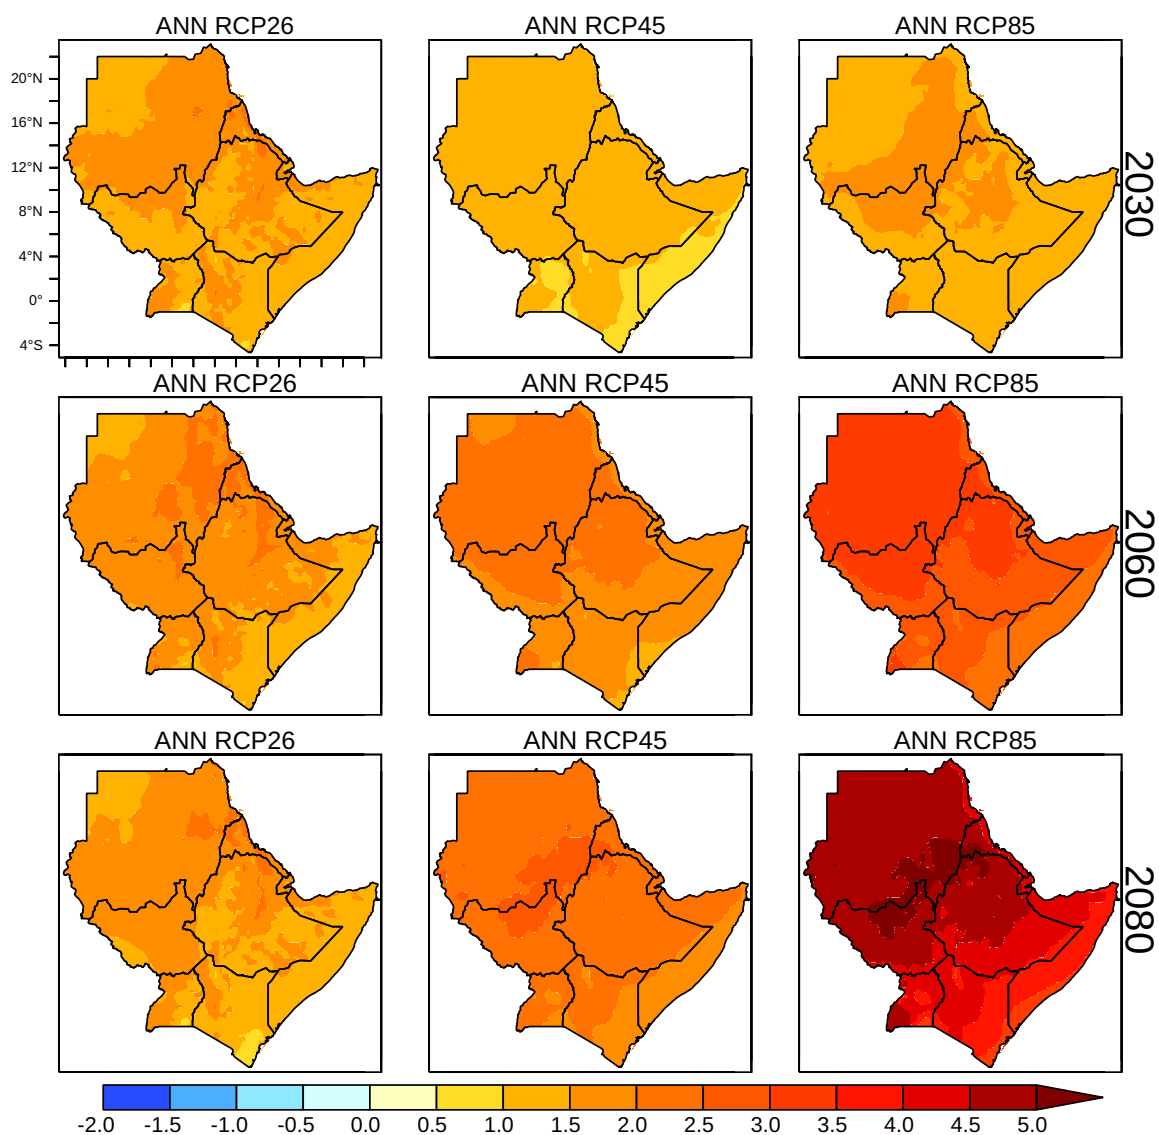 ANN RCP26 ANN RCP45 ANN RCP85
20°N
16°N
12°N
8°N
4°N
0°
4°S
2030
ANN RCP26 ANN RCP45 ANN RCP85
2060
ANN RCP26 ANN RCP45 ANN RCP85
2080
-2.0 -1.5 -1.0 -0.5 0.0 0.5 1.0 1.5 2.0 2.5 3.0 3.5 4.0 4.5 5.0